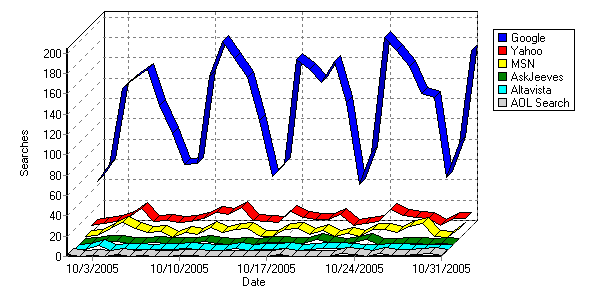 200
180
160
140
120
100
80
60
40
20
0
Searches
10/3/2005
10/10/2005
10/17/2005
10/24/2005
10/31/2005
Date
Google
Yahoo
MSN
AskJeeves
Altavista
AOL Search